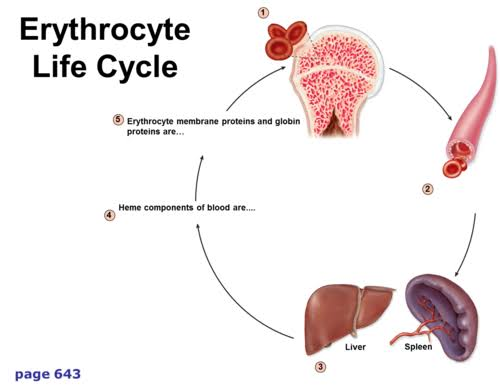 Erythrocyte
Life Cycle
1
5 Erythrocyte membrane proteins and globin
proteins are...
2
4 Heme components of blood are....
Liver
Spleen
3
page 643